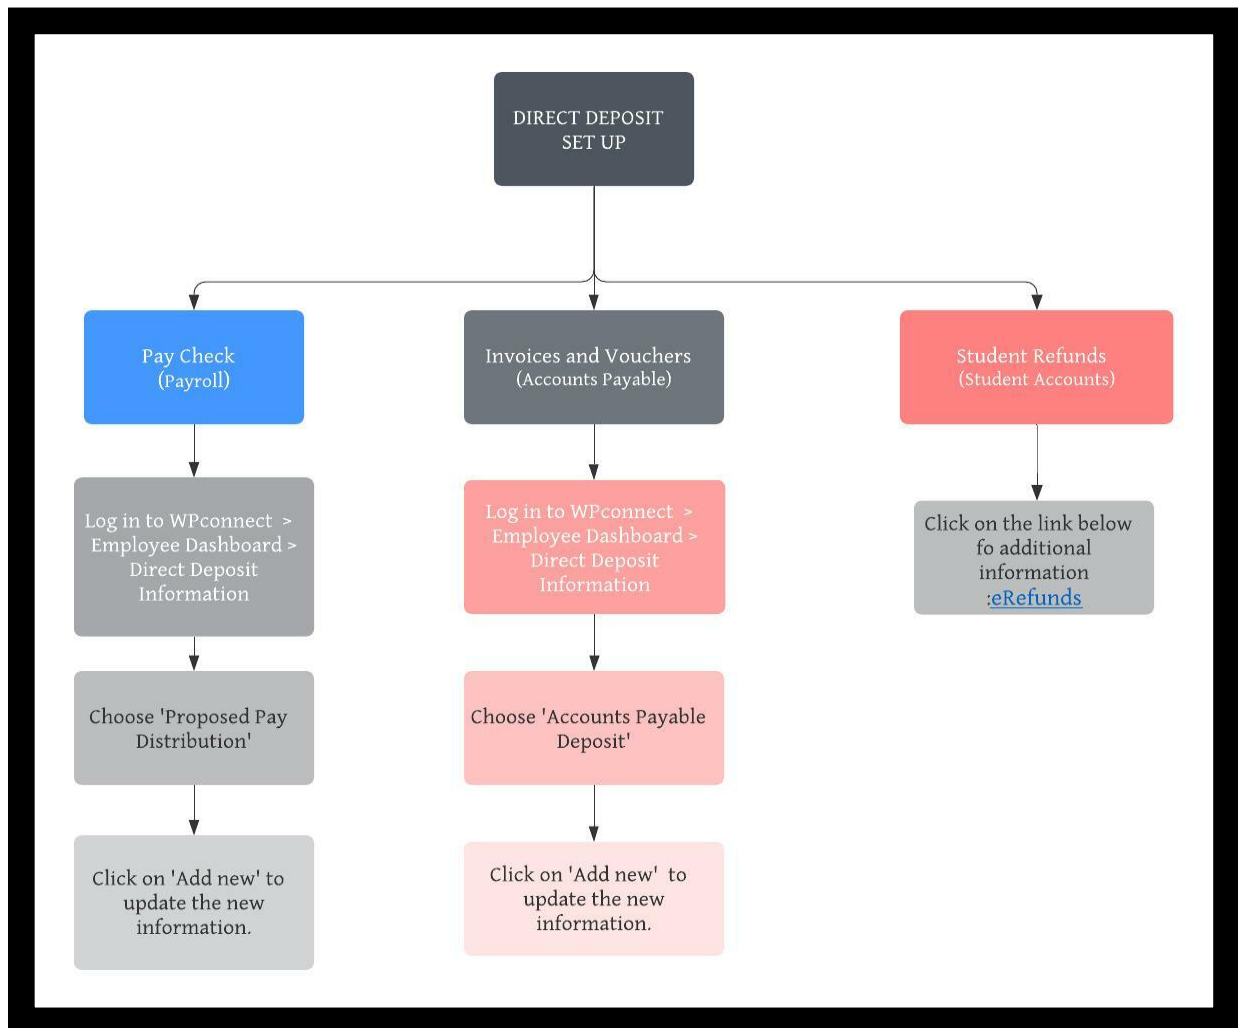 DIRECT DEPOSIT
SET UP
Pay Check
(Payroll)
Invoices and Vouchers
(Accounts Payable)
Student Refunds
(Student Accounts)
Log in to WPconnect >
Employee Dashboard >
Direct Deposit
Information
Log in to WPconnect >
Employee Dashboard >
Direct Deposit
Information
Click on the link below
fo additional
information
:eRefunds
Choose 'Proposed Pay
Distribution'
Choose 'Accounts Payable
Deposit'
Click on 'Add new' to
update the new
information.
Click on 'Add new' to
update the new
information.